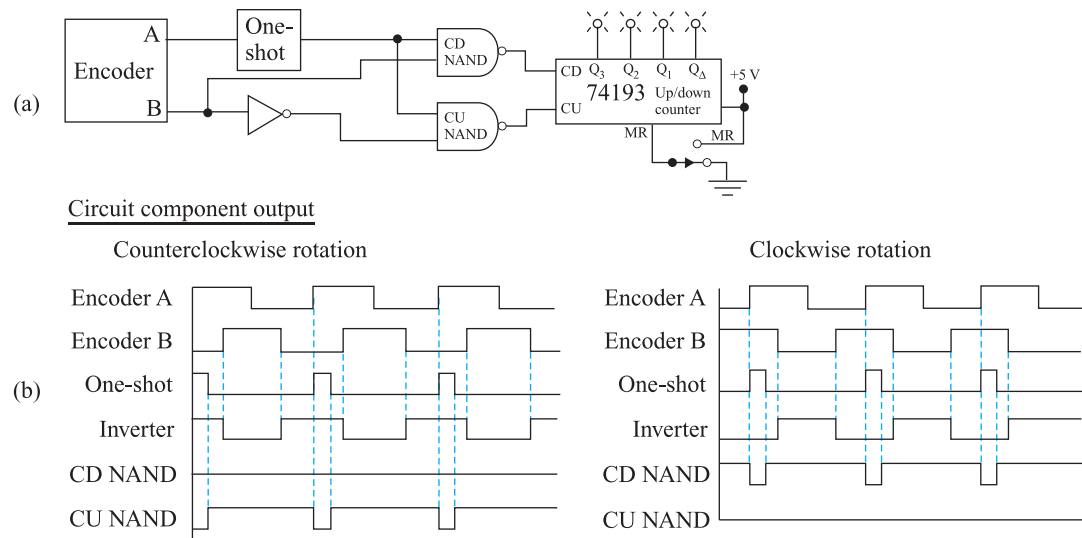 (a)
Encoder
A
B
One-
shot
CD
NAND
CU
NAND
CD
CU
Q3 Q2 Q1 QΔ
74193 Up/down
counter
MR
+5 V
MR
Circuit component output
(b)
Counterclockwise rotation
Encoder A
Encoder B
One-shot
Inverter
CD NAND
CU NAND
Clockwise rotation
Encoder A
Encoder B
One-shot
Inverter
CD NAND
CU NAND